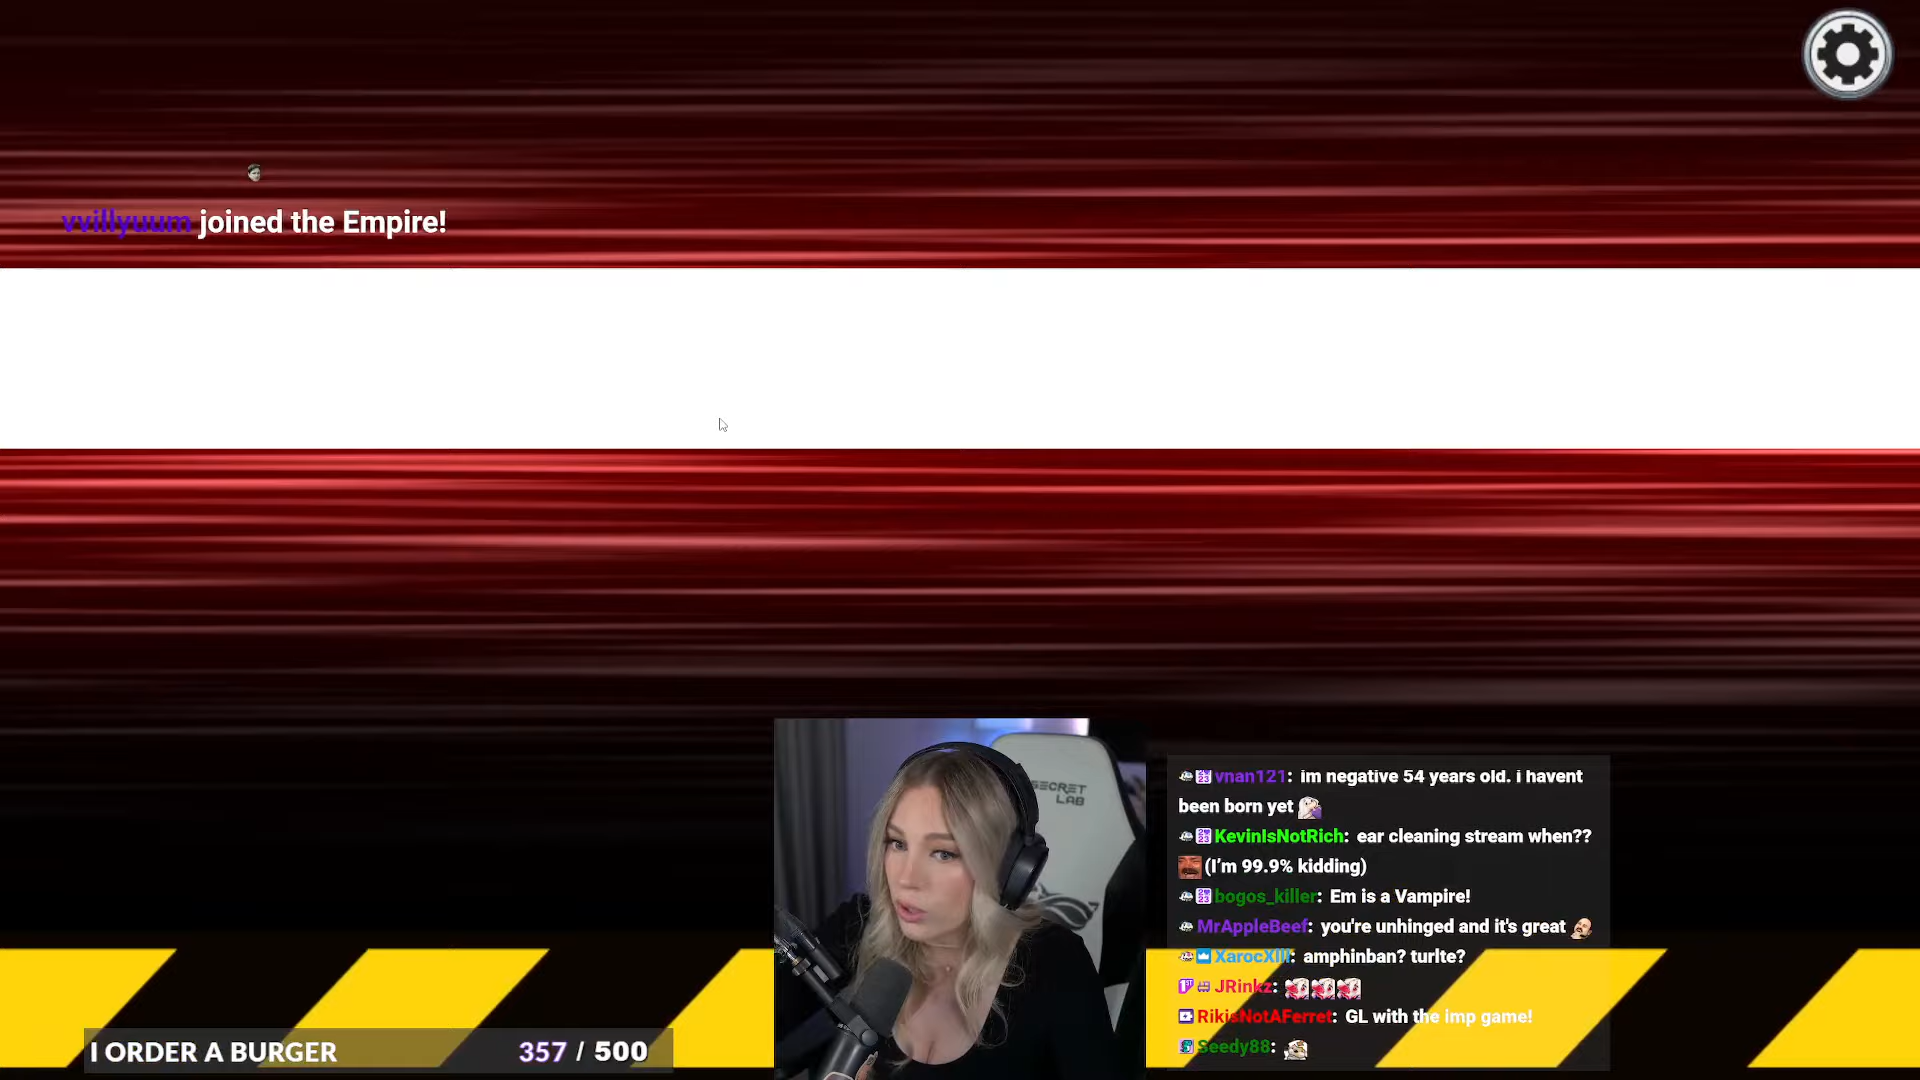 vvillyuum joined the Empire!
SECRET
LAB
vnan121: im negative 54 years old. i havent
been born yet
KevinIsNotRich: ear cleaning stream when??
(I'm 99.9% kidding)
bogos_killer: Em is a Vampire!
MrAppleBeef: you're unhinged and it's great
XarocXIII: amphinban? turlte?
JRinkz:
RikisNotAFerret: GL with the imp game!
Seedy88:
I ORDER A BURGER 357 / 500